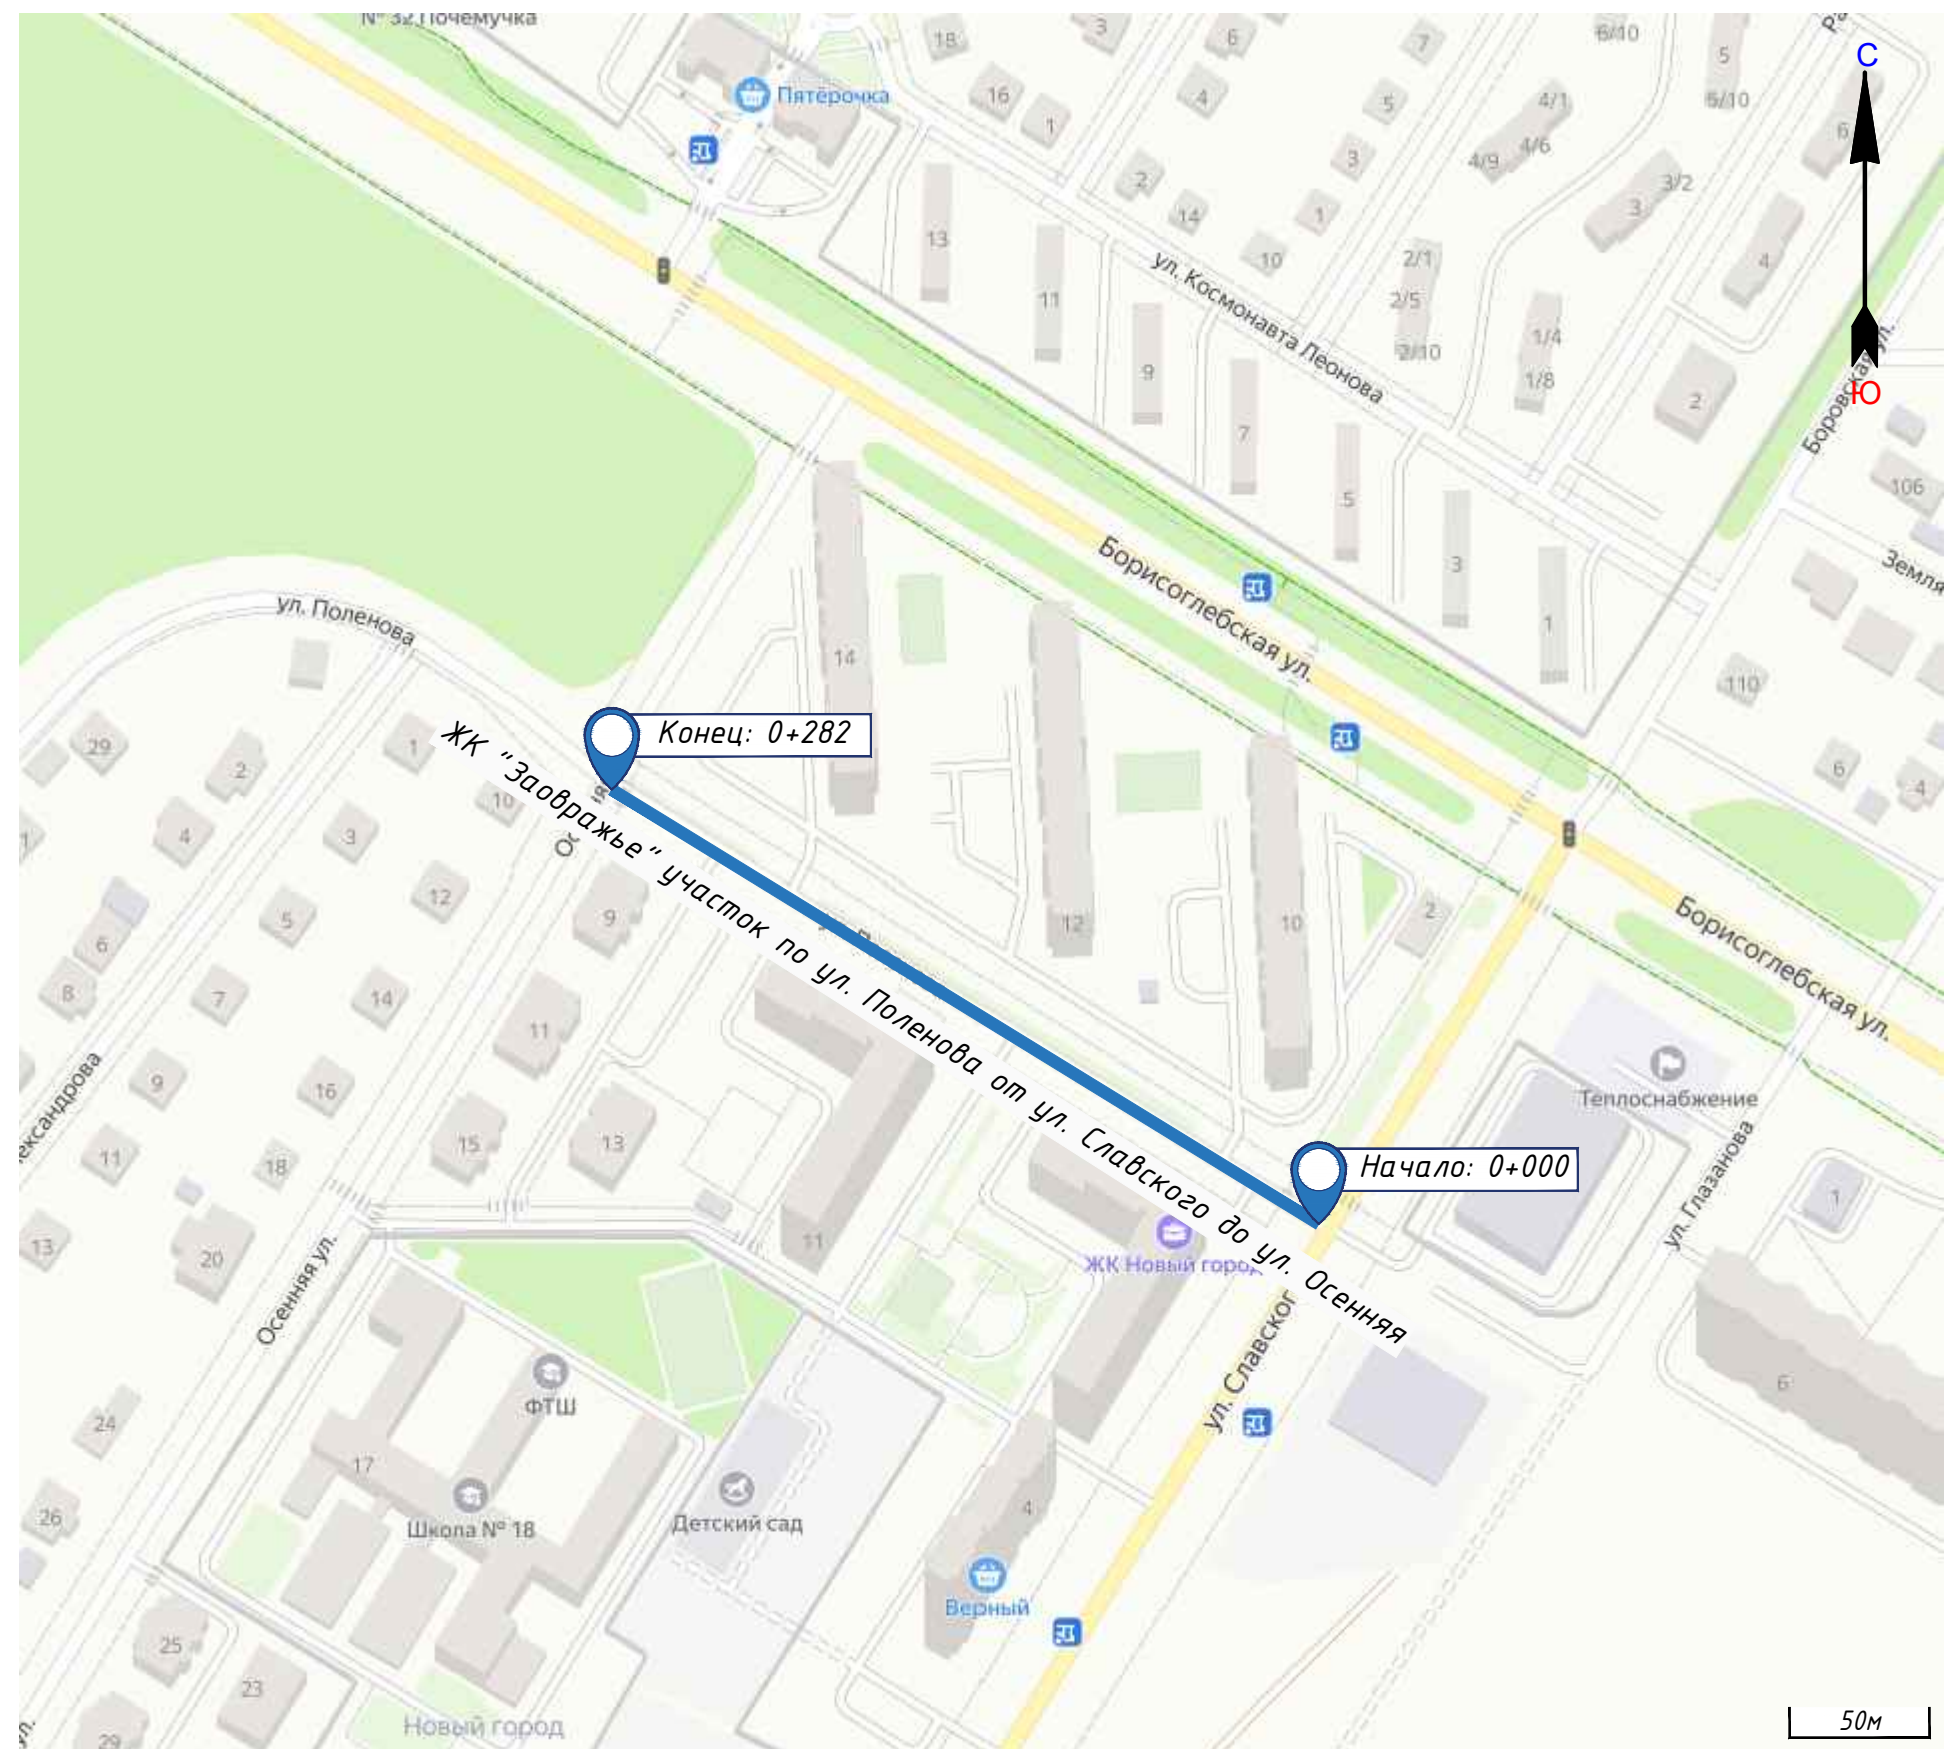 № 32 Почемучка
18
3
6
7
6/10
5
С
Пятёрочка
16
1
4
5
4/1
5/10
6
3
4/9
4/6
2
14
1
3
3/2
13
10
2/1
4
ул. Космонавта Леонова
11
2/5
2/10
1/4
1/8
9
2
Ю
Боровская ул.
7
5
106
Борисоглебская ул.
3
Земля
1
ул. Поленова
14
110
29
1
2
ЖК "Заовражье" участок по ул. Поленова от ул. Славского до ул. Осенняя
Конец: 0+282
10
6
4
4
3
12
5
9
12
10
2
Борисоглебская ул.
6
8
7
14
11
9
16
Теплоснабжение
ександрова
11
18
15
13
Начало: 0+000
ул. Глазанова
1
13
20
11
ЖК Новый город
Осенняя ул.
ул. Славског
6
ФТШ
24
17
26
Школа № 18
Детский сад
4
Верный
25
23
Новый город
29
ул.
50м